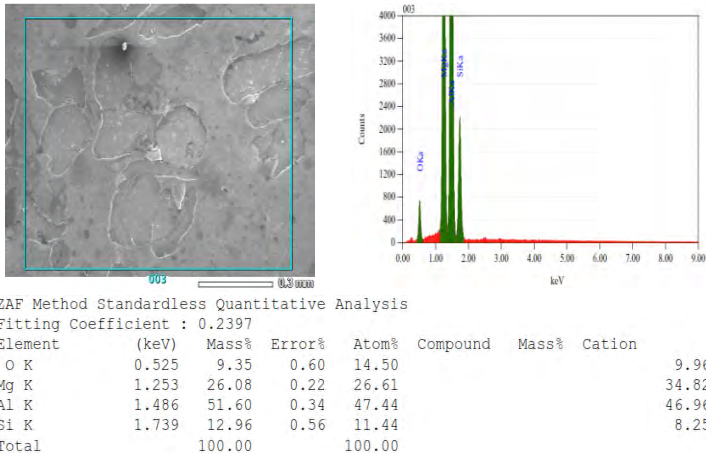 003
0.3 mm
003
4000
3600
3200
2800
2400
2000
1600
1200
800
400
0
Counts
OKa
MgKa
AlKa
SiKa
0.00 1.00 2.00 3.00 4.00 5.00 6.00 7.00 8.00 9.00
keV
ZAF Method Standardless Quantitative Analysis
Fitting Coefficient : 0.2397
Element (keV) Mass% Error% Atom% Compound Mass% Cation
O K 0.525 9.35 0.60 14.50 9.96
Mg K 1.253 26.08 0.22 26.61 34.82
Al K 1.486 51.60 0.34 47.44 46.96
Si K 1.739 12.96 0.56 11.44 8.25
Total 100.00 100.00